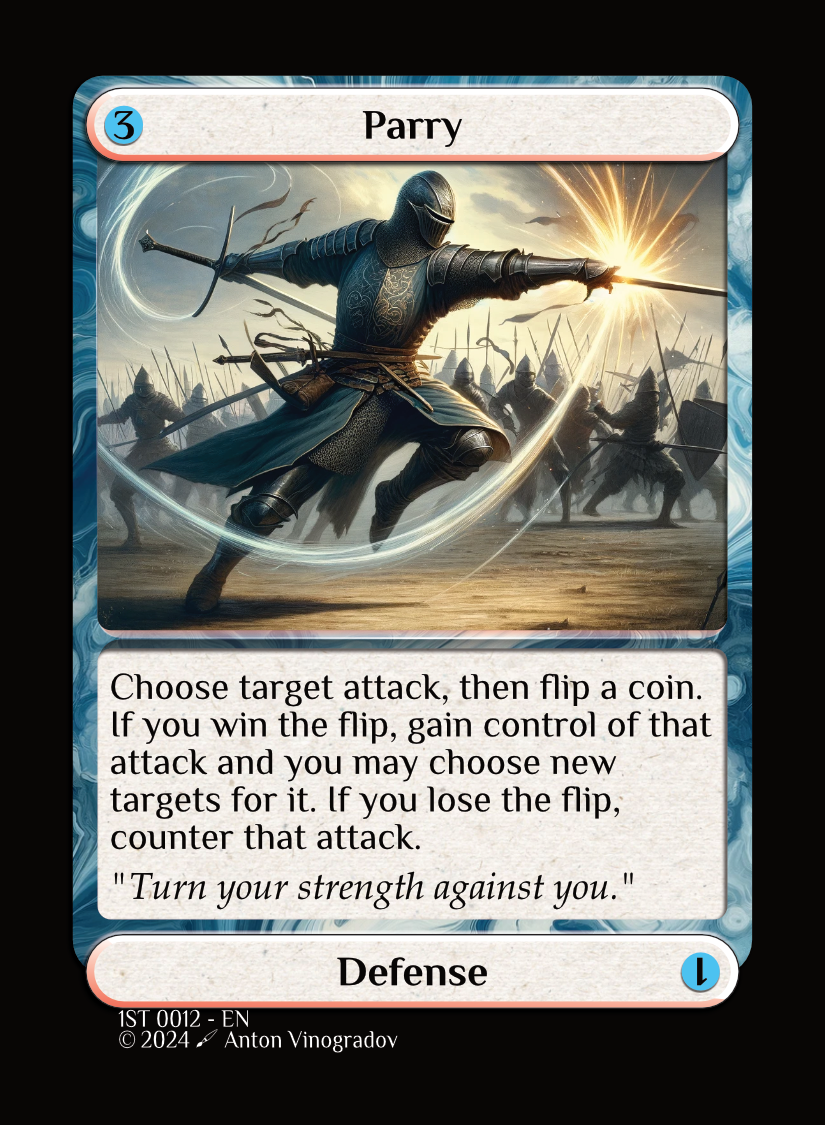 3
Parry
Choose target attack, then flip a coin.
If you win the flip, gain control of that
attack and you may choose new
targets for it. If you lose the flip,
counter that attack.
"Turn your strength against you."
Defense
1
1ST 0012 - EN
© 2024 Anton Vinogradov